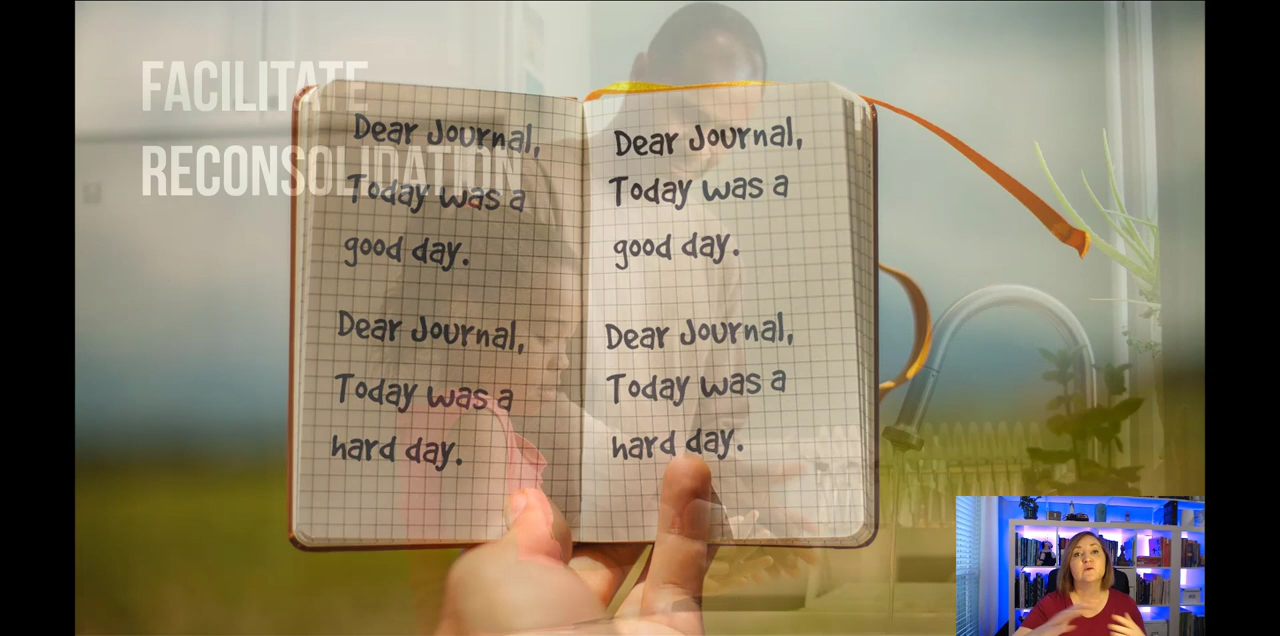 FACILITATE
RECONSOLIDATION
Dear Journal,
Today was a
good day.
Dear Journal,
Today was a
hard day.
Dear Journal,
Today was a
good day.
Dear Journal,
Today was a
hard day.